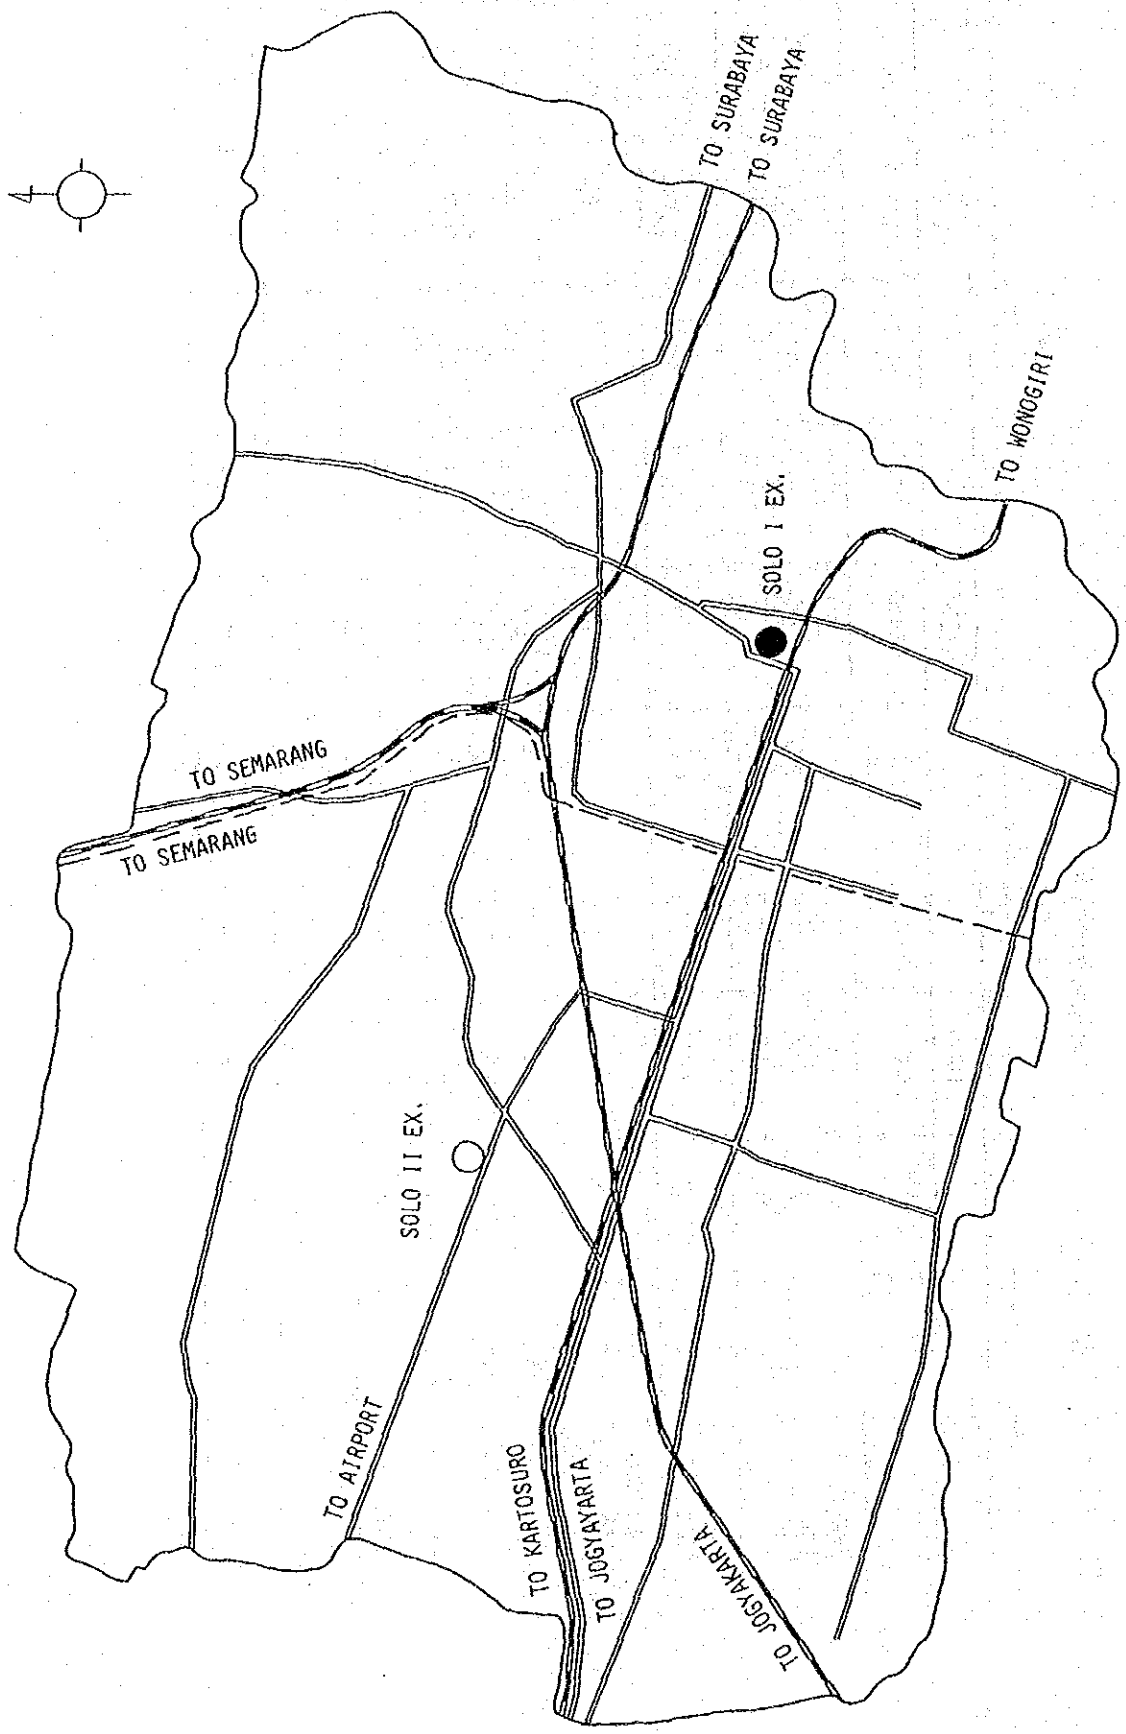 TO SURABAYA
TO SURABAYA
TO WONOGIRI
SOLO I EX.
TO SEMARANG
TO SEMARANG
SOLO II EX.
TO AIRPORT
TO KARTOSURO
TO JOGYAYARTA
TO JOGYAKARTA